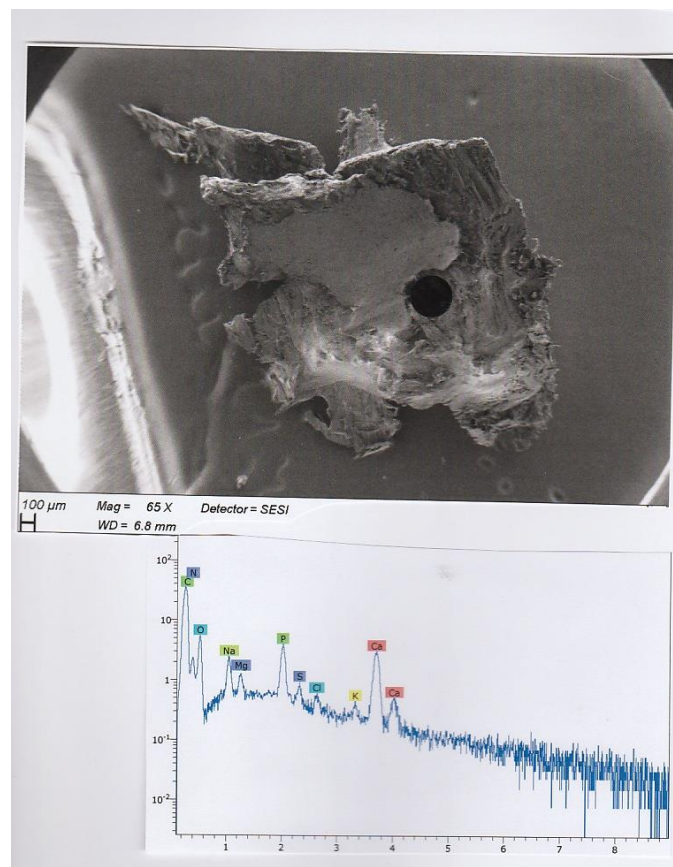 100 µm Mag = 65 X Detector = SESI
WD = 6.8 mm
10²
10
1
10⁻¹
10⁻²
N
C
O
Na
Mg
P
S
Cl
K
Ca
Ca
1 2 3 4 5 6 7 8